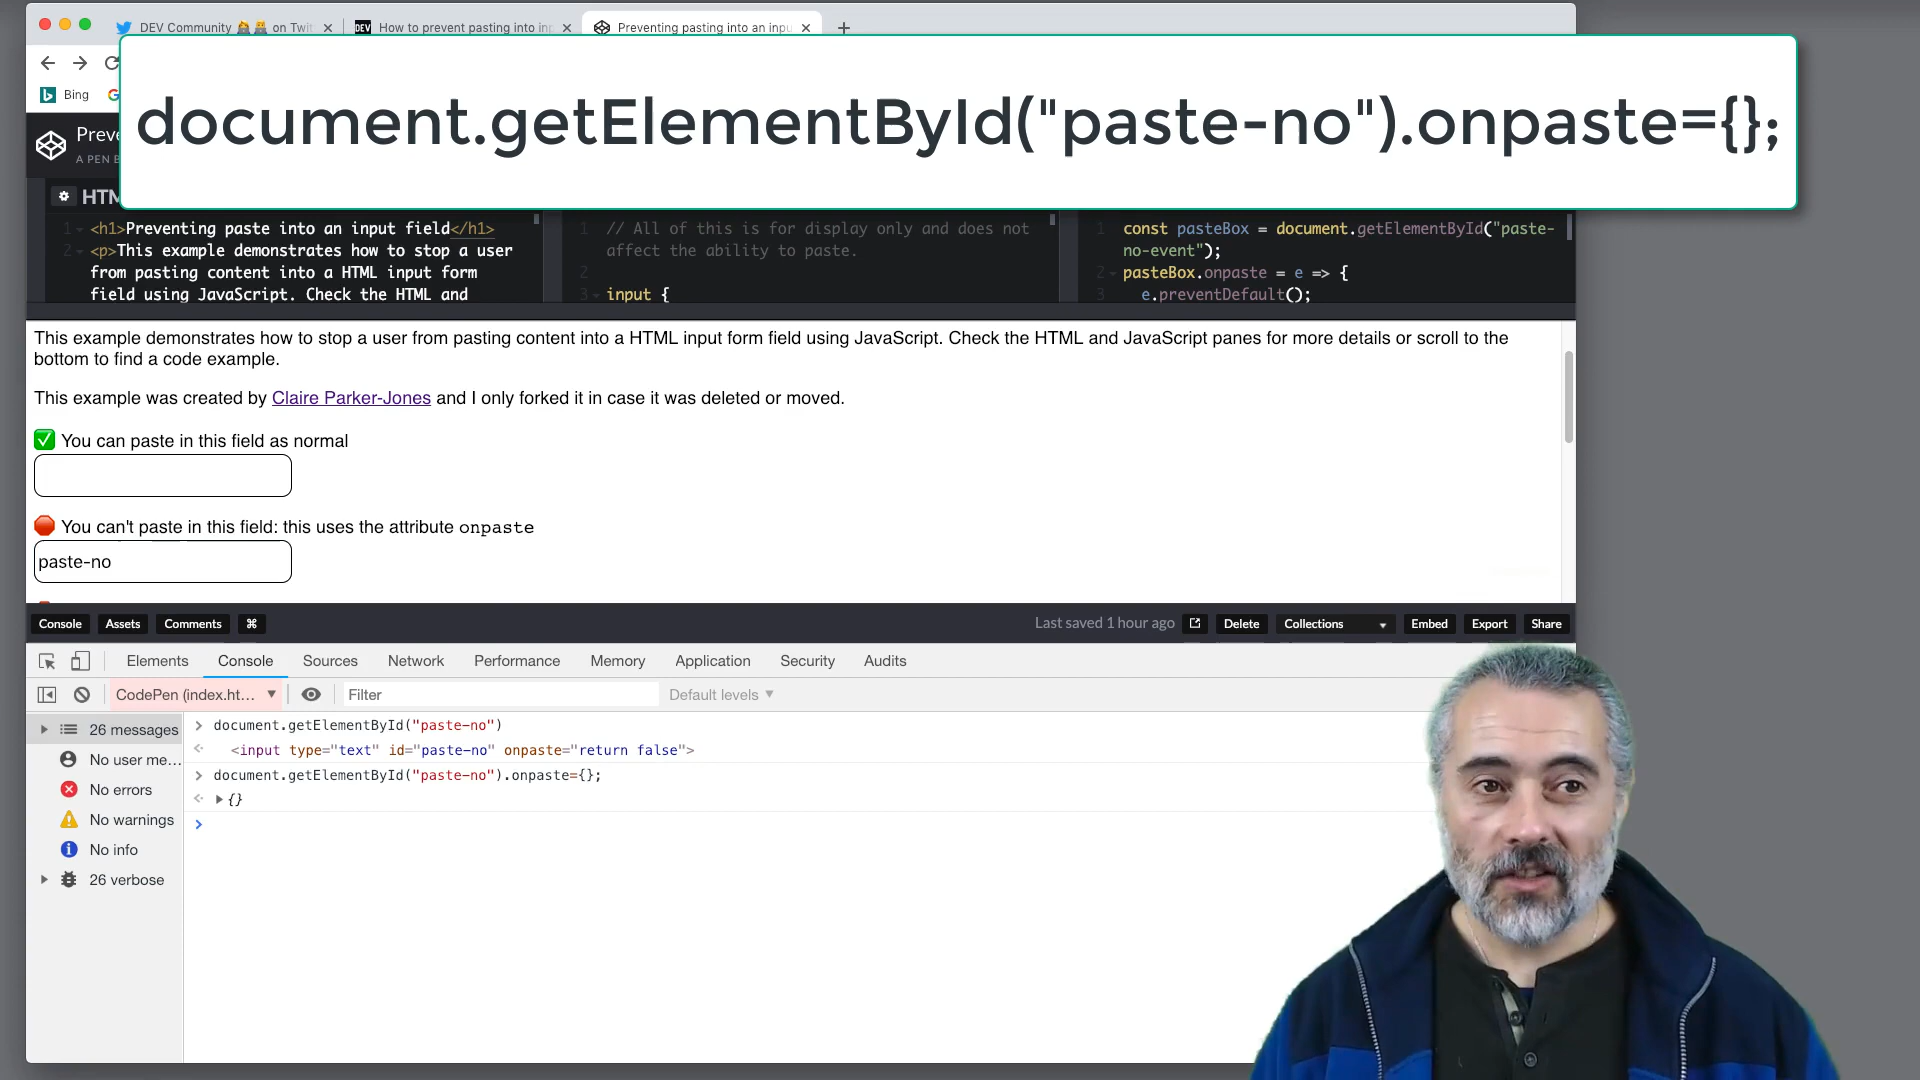 DEV Community on Twit
DEV How to prevent pasting into inp
Preventing pasting into an inpu
document.getElementById("paste-no").onpaste={};
Bing
Preve
A PEN B
HTM
1 <h1>Preventing paste into an input field</h1>
2 <p>This example demonstrates how to stop a user
from pasting content into a HTML input form
field using JavaScript. Check the HTML and
1 // All of this is for display only and does not
affect the ability to paste.
2
3 input {
1 const pasteBox = document.getElementById("paste-
no-event");
2 pasteBox.onpaste = e => {
3 e.preventDefault();
This example demonstrates how to stop a user from pasting content into a HTML input form field using JavaScript. Check the HTML and JavaScript panes for more details or scroll to the
bottom to find a code example.
This example was created by Claire Parker-Jones and I only forked it in case it was deleted or moved.
You can paste in this field as normal
You can't paste in this field: this uses the attribute onpaste
paste-no
Console Assets Comments ⌘ Last saved 1 hour ago Delete Collections Embed Export Share
Elements Console Sources Network Performance Memory Application Security Audits
CodePen (index.ht... Filter Default levels
26 messages
No user me...
No errors
No warnings
No info
26 verbose
> document.getElementById("paste-no")
<input type="text" id="paste-no" onpaste="return false">
> document.getElementById("paste-no").onpaste={};
{}
>